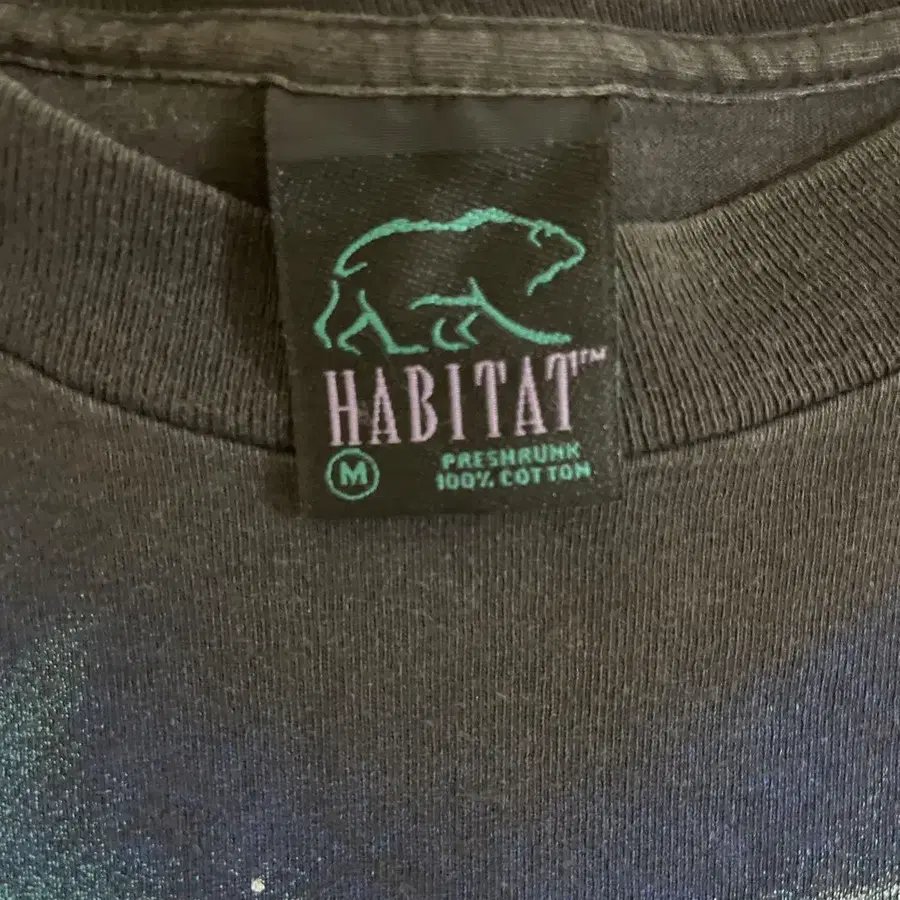 HABITAT™
M
PRESHRUNK
100% COTTON